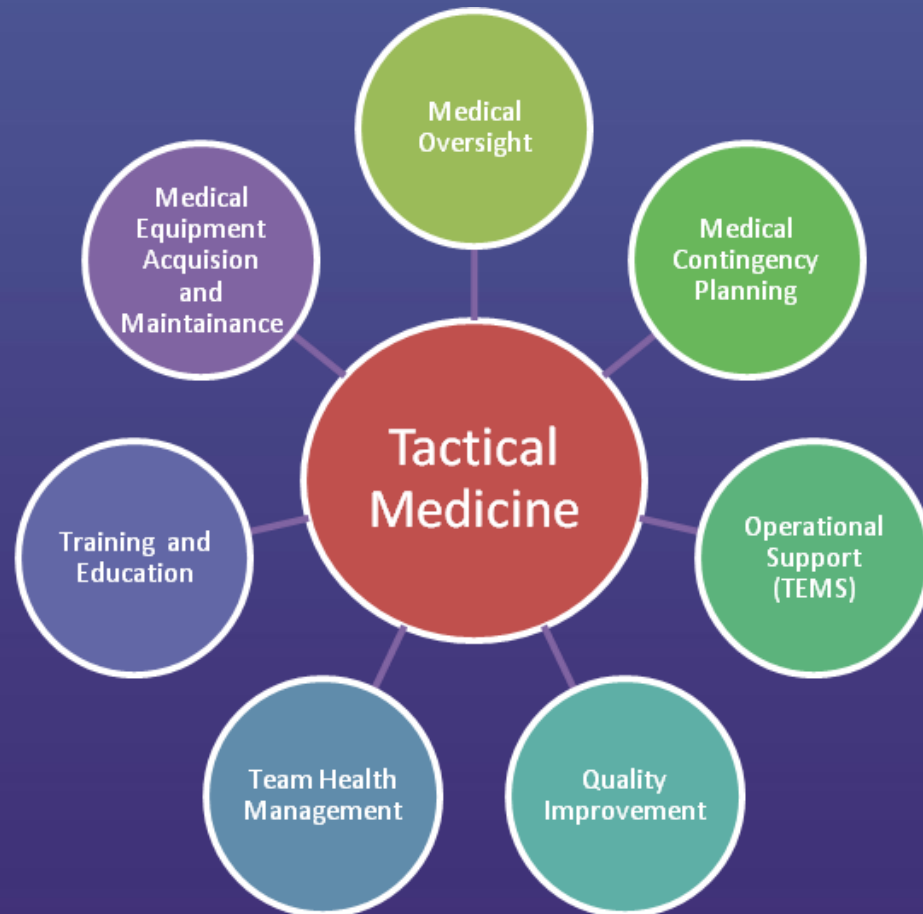 Medical
Oversight
Medical
Contingency
Planning
Operational
Support
(TEMS)
Quality
Improvement
Team Health
Management
Training and
Education
Medical
Equipment
Acquision
and
Maintainance
Tactical
Medicine